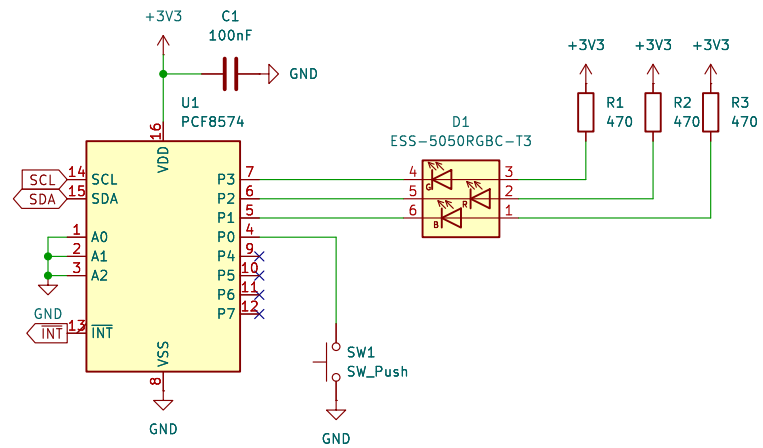 +3V3
C1
100nF
GND
+3V3
+3V3
+3V3
U1
PCF8574
R1
470
R2
470
R3
470
D1
ESS-5050RGBC-T3
16
VDD
SCL
14
SCL
P3
7
4
G
3
SDA
15
SDA
P2
6
5
R
2
P1
5
6
B
1
1
A0
P0
4
2
A1
P4
9
3
A2
P5
10
P6
11
GND
P7
12
INT
13
INT
VSS
8
SW1
SW_Push
GND
GND